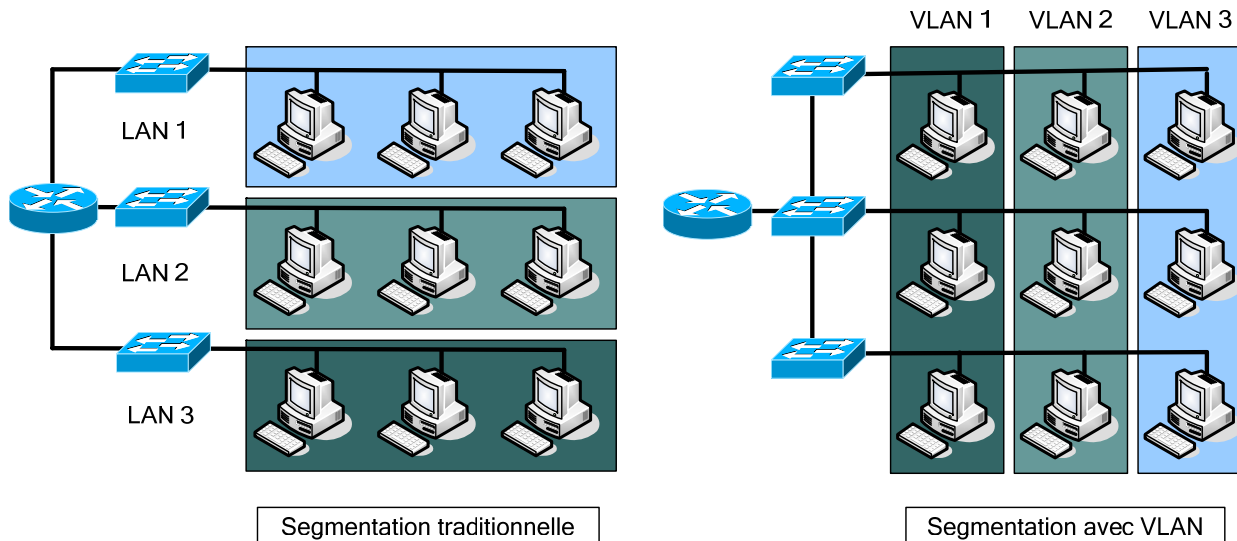 VLAN 1
VLAN 2
VLAN 3
LAN 1
LAN 2
LAN 3
Segmentation traditionnelle
Segmentation avec VLAN